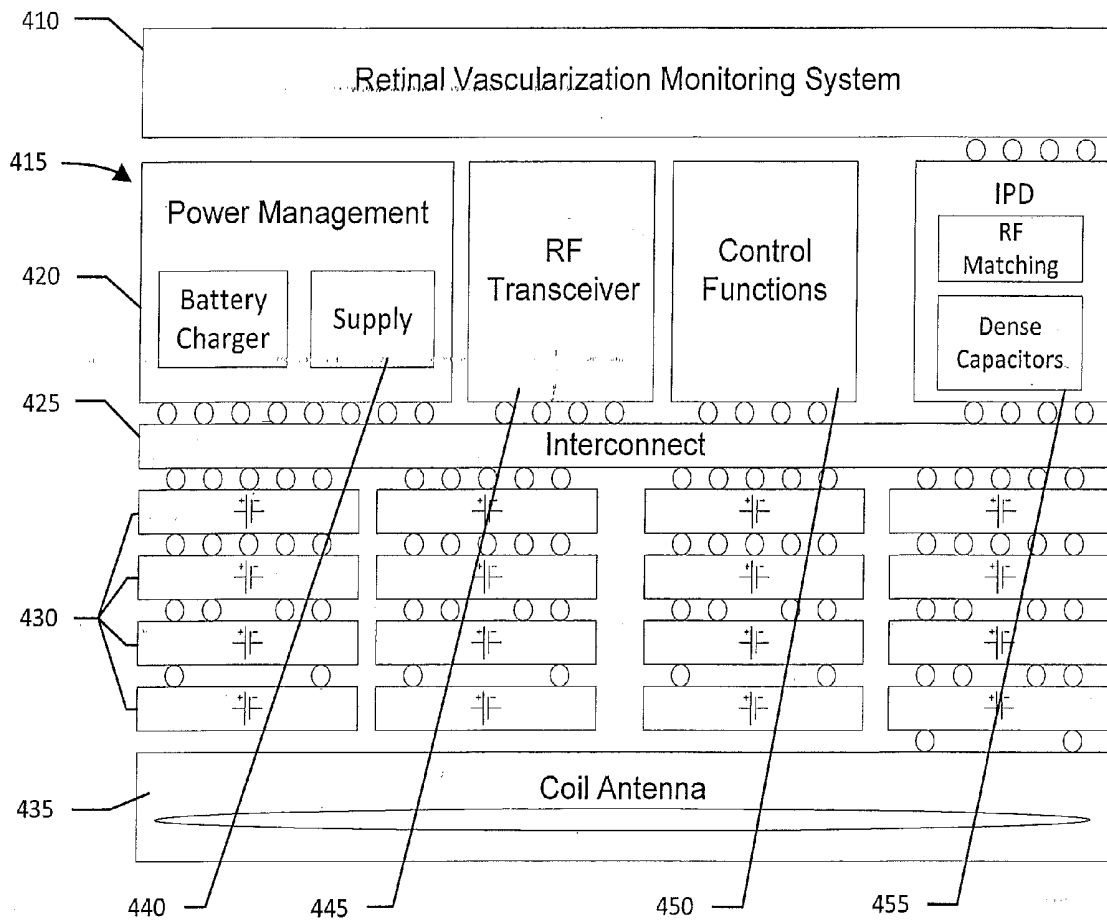 410
Retinal Vascularization Monitoring System
415
Power Management
RF
Transceiver
Control
Functions
IPD
RF
Matching
420
Battery
Charger
Supply
Dense
Capacitors
425
Interconnect
430
435
Coil Antenna
440
445
450
455